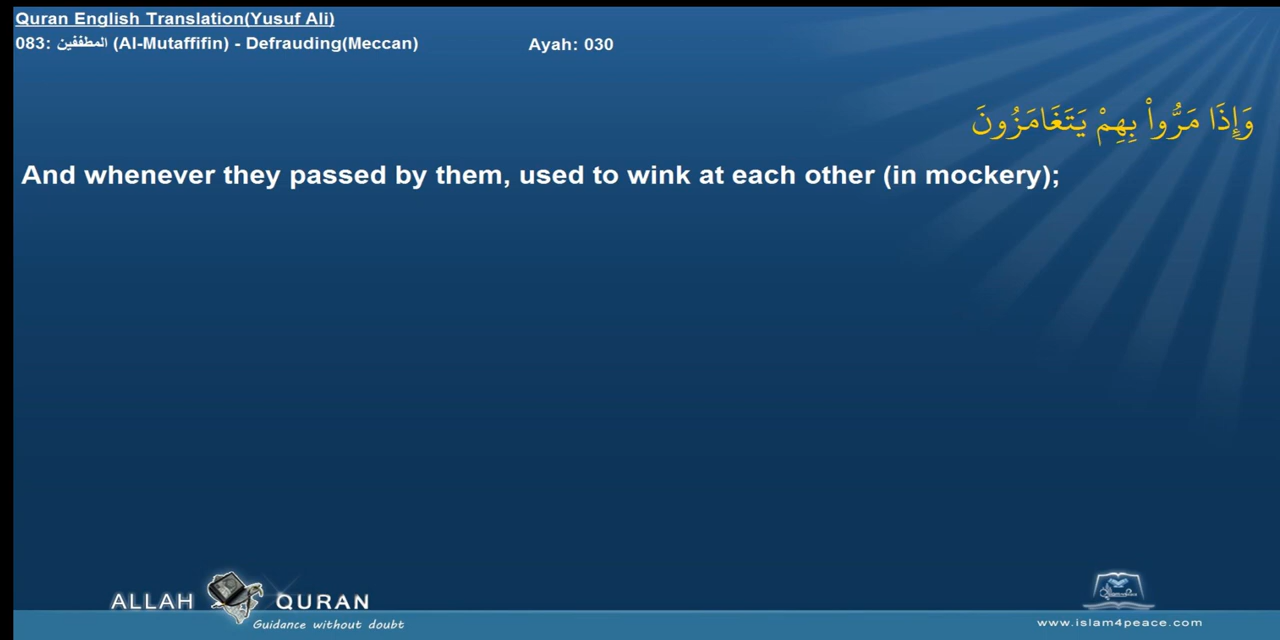 Quran English Translation(Yusuf Ali)
083: المطففين (Al-Mutaffifin) - Defrauding(Meccan) Ayah: 030
وَإِذَا مَرُّواْ بِهِمْ يَتَغَامَزُونَ
And whenever they passed by them, used to wink at each other (in mockery);
ALLAH QURAN
Guidance without doubt
www.islam4peace.com